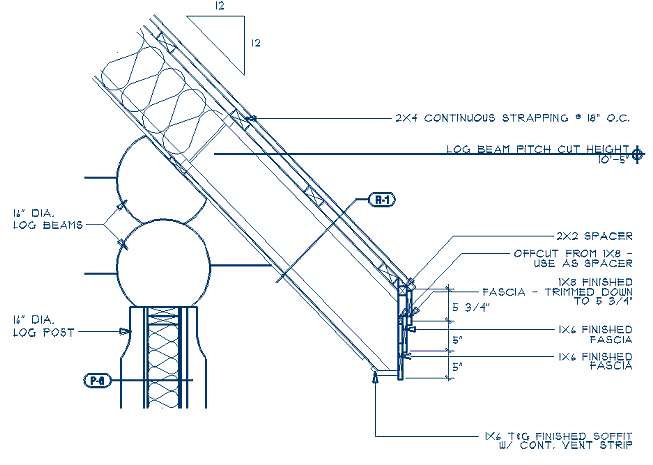 12
12
2X4 CONTINUOUS STRAPPING @ 18" O.C.
LOG BEAM PITCH CUT HEIGHT
10'-5"
R-1
16" DIA.
LOG BEAMS
2X2 SPACER
OFFCUT FROM 1X8 -
USE AS SPACER
1X8 FINISHED
FASCIA - TRIMMED DOWN
TO 5 3/4"
5 3/4"
16" DIA.
LOG POST
1X6 FINISHED
FASCIA
5"
1X6 FINISHED
FASCIA
5"
P-6
1X6 T&G FINISHED SOFFIT
W/ CONT. VENT STRIP